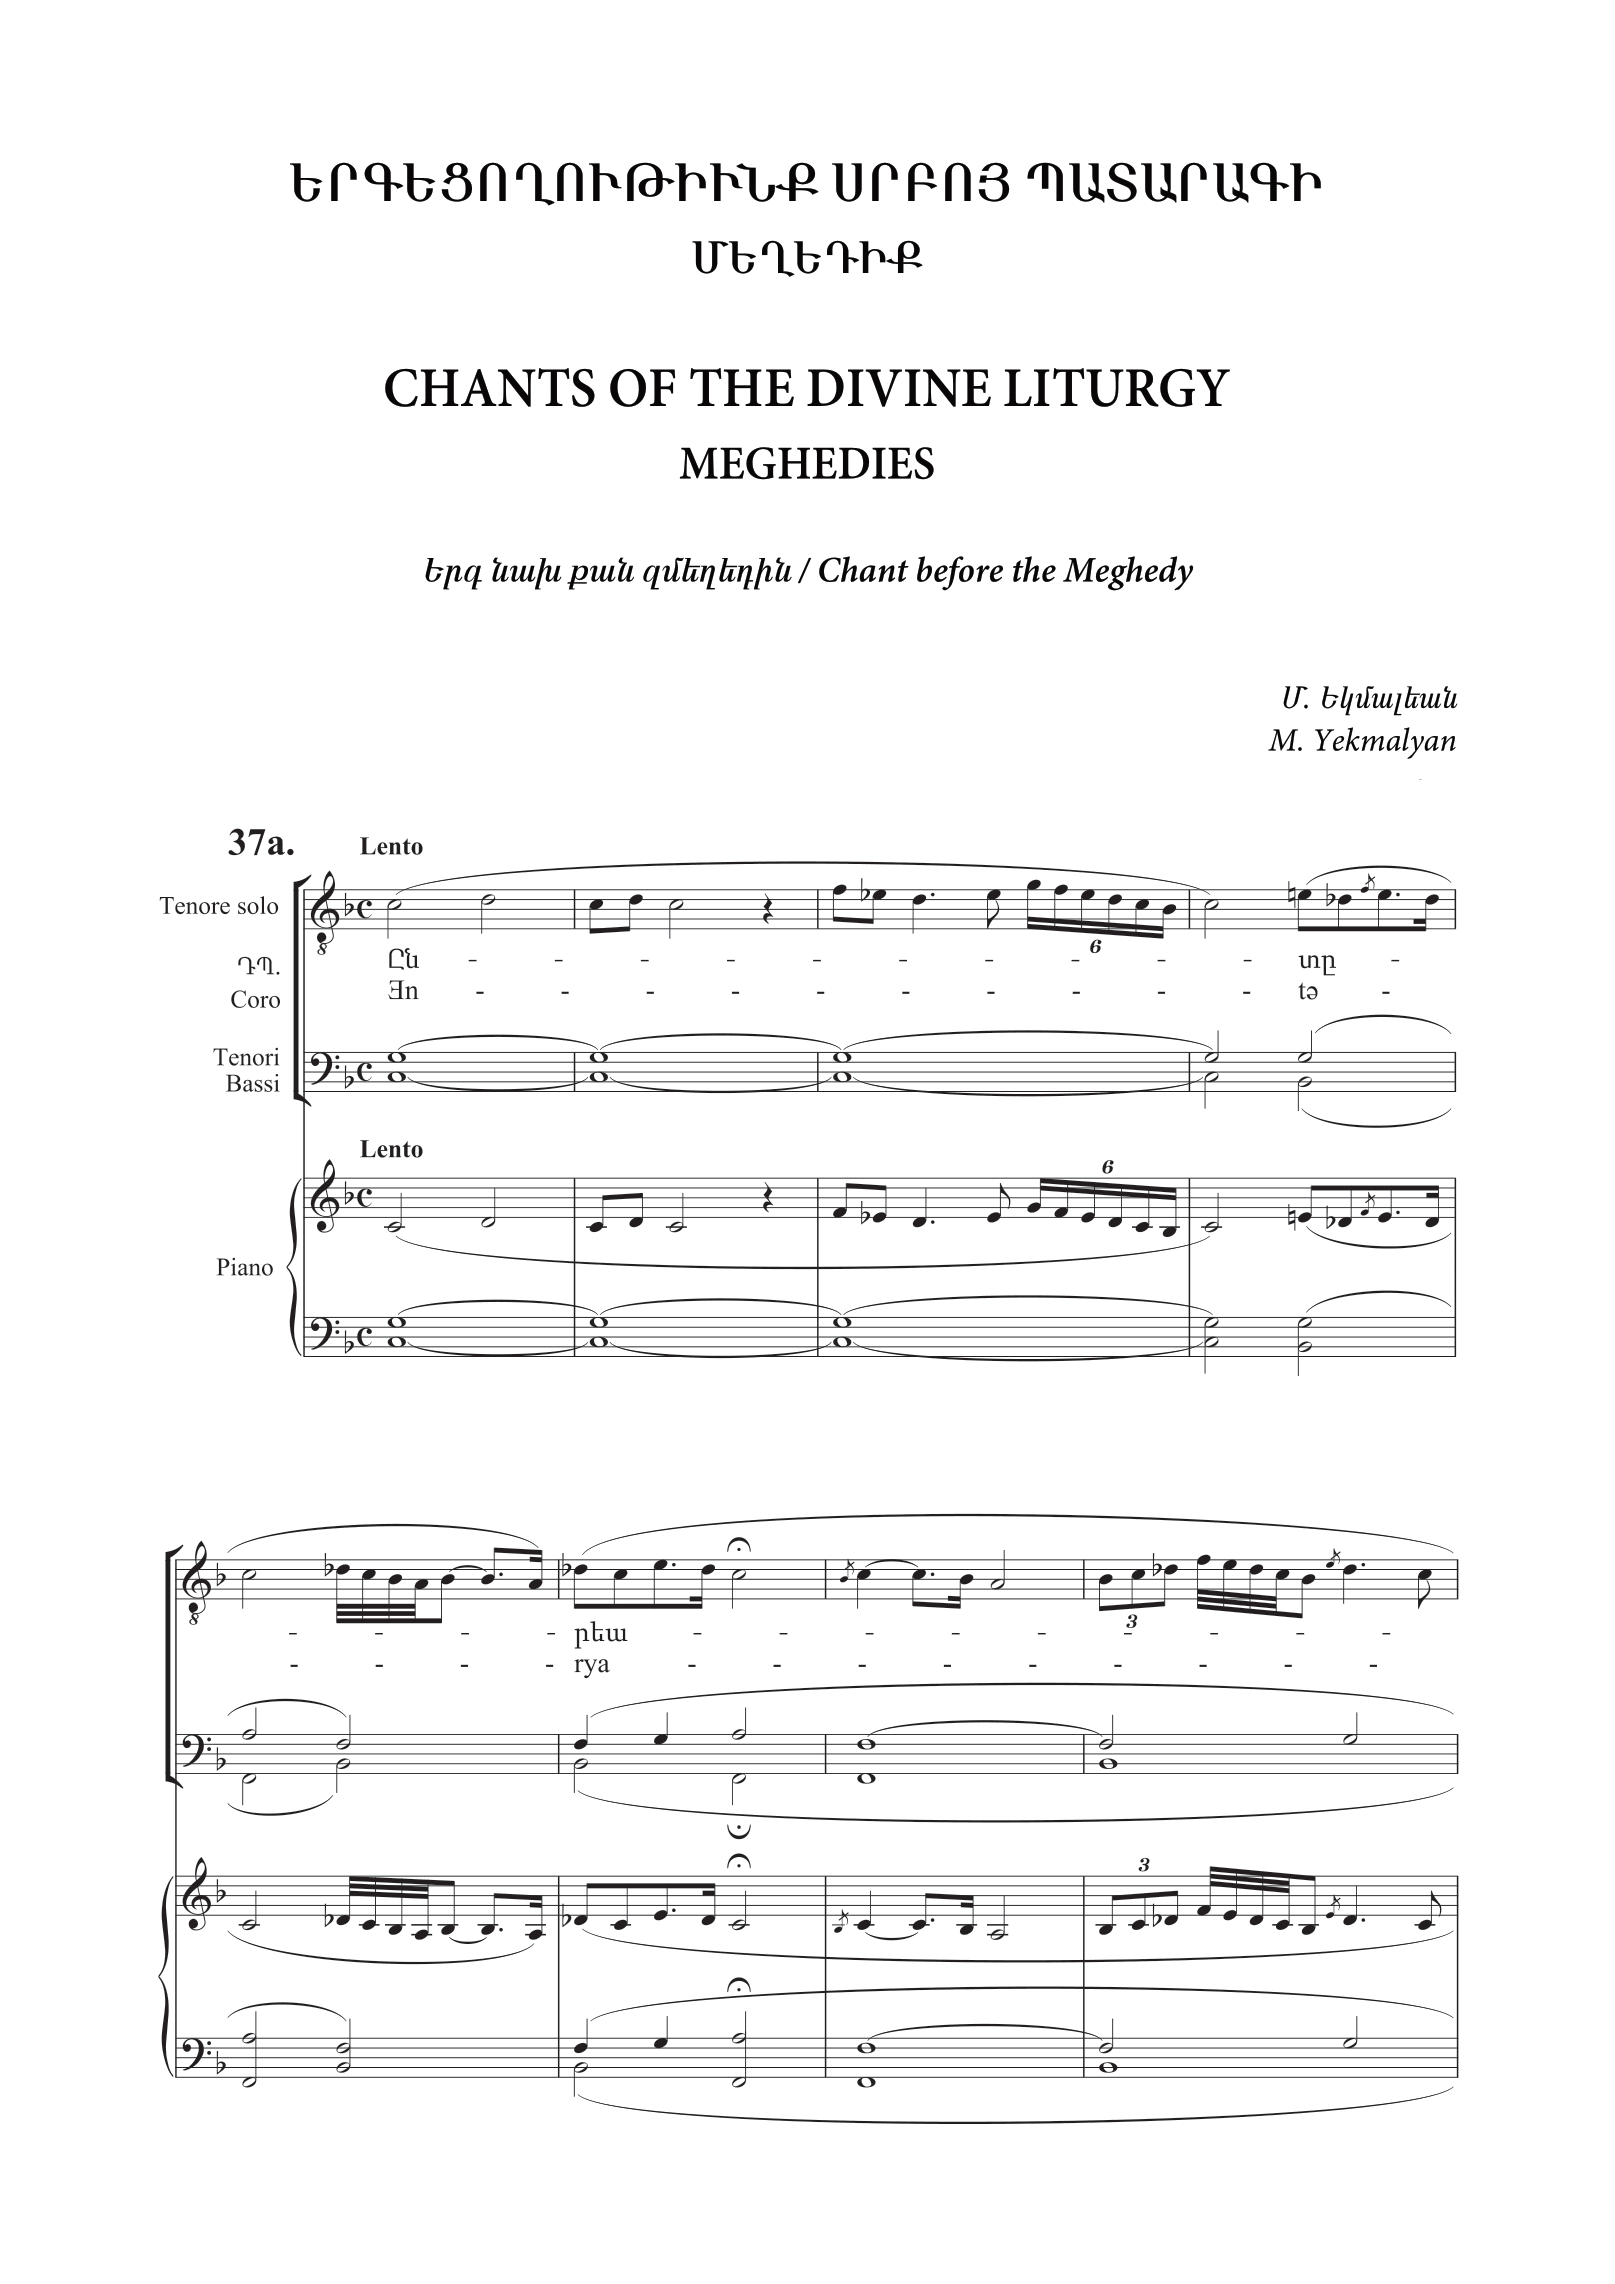 ԵՐԳԵՑՈՂՈՒԹԻՒՆՔ ՍՐԲՈՅ ՊԱՏԱՐԱԳԻ
ՄԵՂԵԴԻՔ
CHANTS OF THE DIVINE LITURGY
MEGHEDIES
Երգ նախ քան զմեղեդին / Chant before the Meghedy
Մ. Եկմալեան
M. Yekmalyan
37a.
Lento
Tenore solo
6
ԴՊ.
Ըն - - - - - - - - - - տը -
Coro
Ǝn - - - - - - - - - - tə -
Tenori
Bassi
Lento
6
Piano
3
- - - - րեա - - - - - - - - -
- - - - rya - - - - - - - - -
3